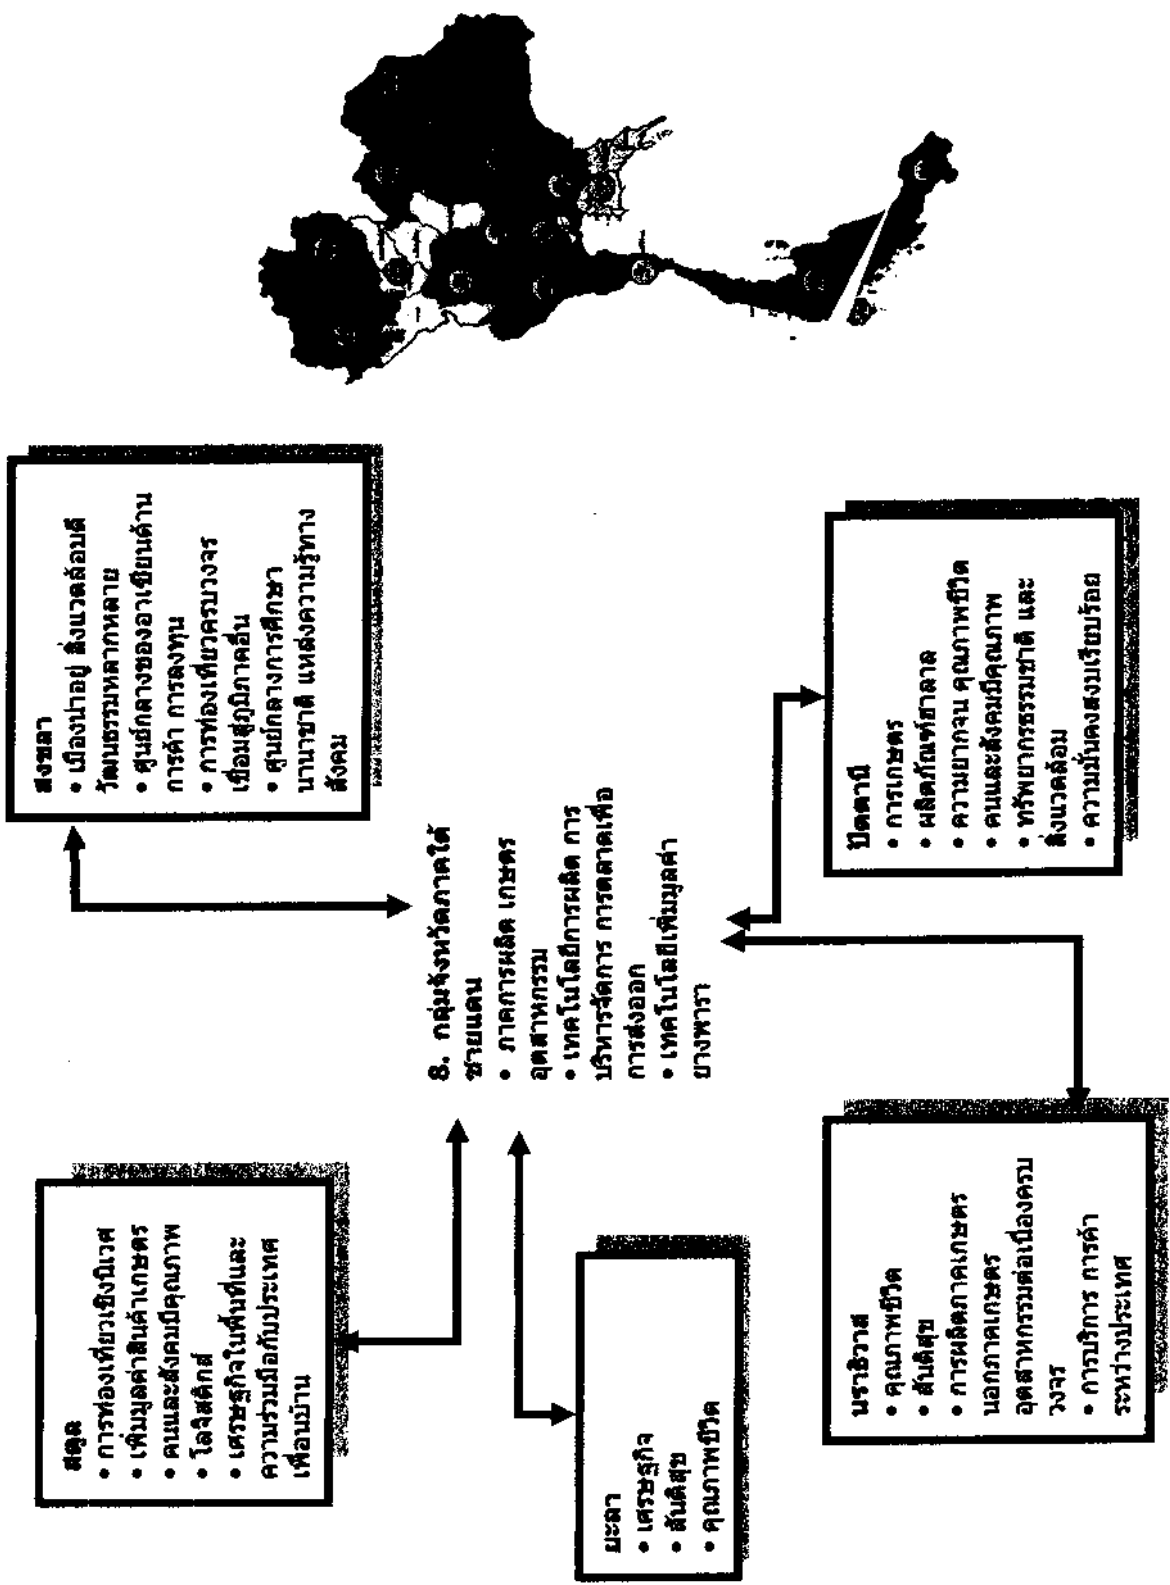 สตูล
• การท่องเที่ยวเชิงนิเวศ
• เพิ่มมูลค่าสินค้าเกษตร
• คนและสังคมมีคุณภาพ
• โลจิสติกส์
• เศรษฐกิจในพื้นที่และ
ความร่วมมือกับประเทศ
เพื่อนบ้าน
สงขลา
• เมืองน่าอยู่ สิ่งแวดล้อมดี
วัฒนธรรมหลากหลาย
• ศูนย์กลางของอาเซียนด้าน
การค้า การลงทุน
• การท่องเที่ยวครบวงจร
เชื่อมสู่ภูมิภาคอื่น
• ศูนย์กลางการศึกษา
นานาชาติ แหล่งความรู้ทาง
สังคม
8. กลุ่มจังหวัดภาคใต้
ชายแดน
• ภาคการผลิต เกษตร
อุตสาหกรรม
• เทคโนโลยีการผลิต การ
บริหารจัดการ การตลาดเพื่อ
การส่งออก
• เทคโนโลยีเพิ่มมูลค่า
ยางพารา
ยะลา
• เศรษฐกิจ
• สันติสุข
• คุณภาพชีวิต
นราธิวาส
• คุณภาพชีวิต
• สันติสุข
• การผลิตภาคเกษตร
นอกภาคเกษตร
อุตสาหกรรมต่อเนื่องครบ
วงจร
• การบริการ การค้า
ระหว่างประเทศ
ปัตตานี
• การเกษตร
• ผลิตภัณฑ์ฮาลาล
• ความยากจน คุณภาพชีวิต
• คนและสังคมมีคุณภาพ
• ทรัพยากรธรรมชาติ และ
สิ่งแวดล้อม
• ความมั่นคงสงบเรียบร้อย